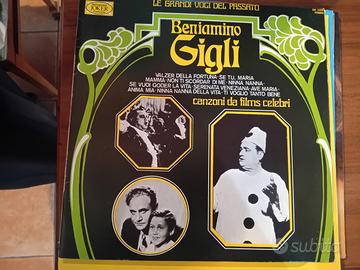 JOKER
LE GRANDI VOCI DEL PASSATO
Beniamino
Gigli
VALZER DELLA FORTUNA·SE TU, MARIA
MAMMA·NON TI SCORDAR DI ME·NINNA NANNA·
SE VUOI GODER LA VITA·SERENATA VENEZIANA·AVE MARIA·
ANIMA MIA·NINNA NANNA DELLA VITA·TI VOGLIO TANTO BENE
canzoni da films celebri
subito